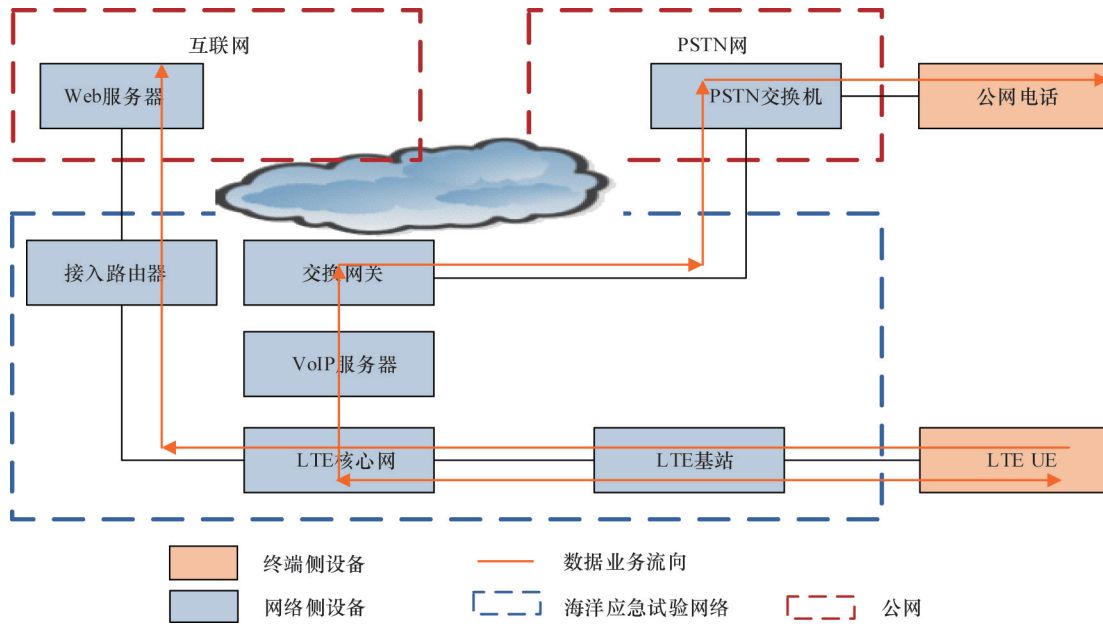 互联网
PSTN网
Web服务器
PSTN交换机
公网电话
接入路由器
交换网关
VoIP服务器
LTE核心网
LTE基站
LTE UE
终端侧设备
数据业务流向
网络侧设备
海洋应急试验网络
公网